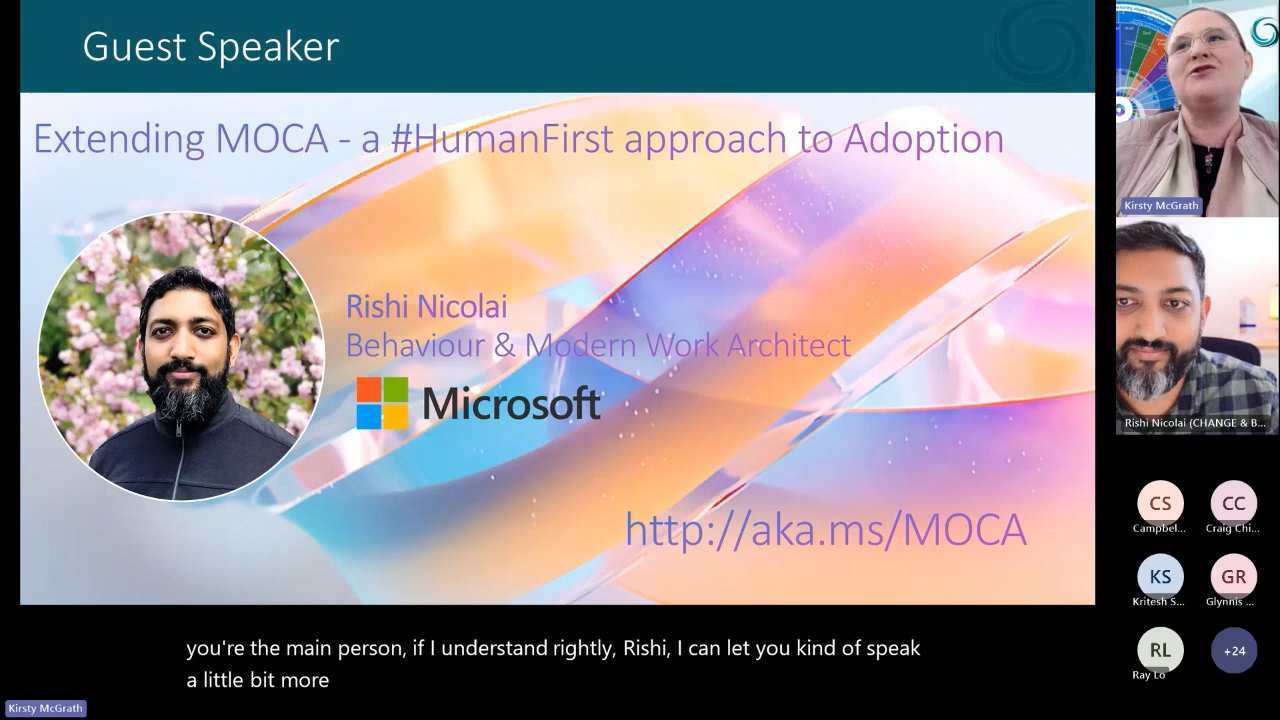 Guest Speaker
Extending MOCA - a #HumanFirst approach to Adoption
Rishi Nicolai
Behaviour & Modern Work Architect
Microsoft
http://aka.ms/MOCA
you're the main person, if I understand rightly, Rishi, I can let you kind of speak
a little bit more
Kirsty McGrath
Kirsty McGrath
Rishi Nicolai (CHANGE & B...
CS
Campbel...
CC
Craig Chi...
KS
Kritesh S...
GR
Glynnis ...
RL
Ray Lo
+24